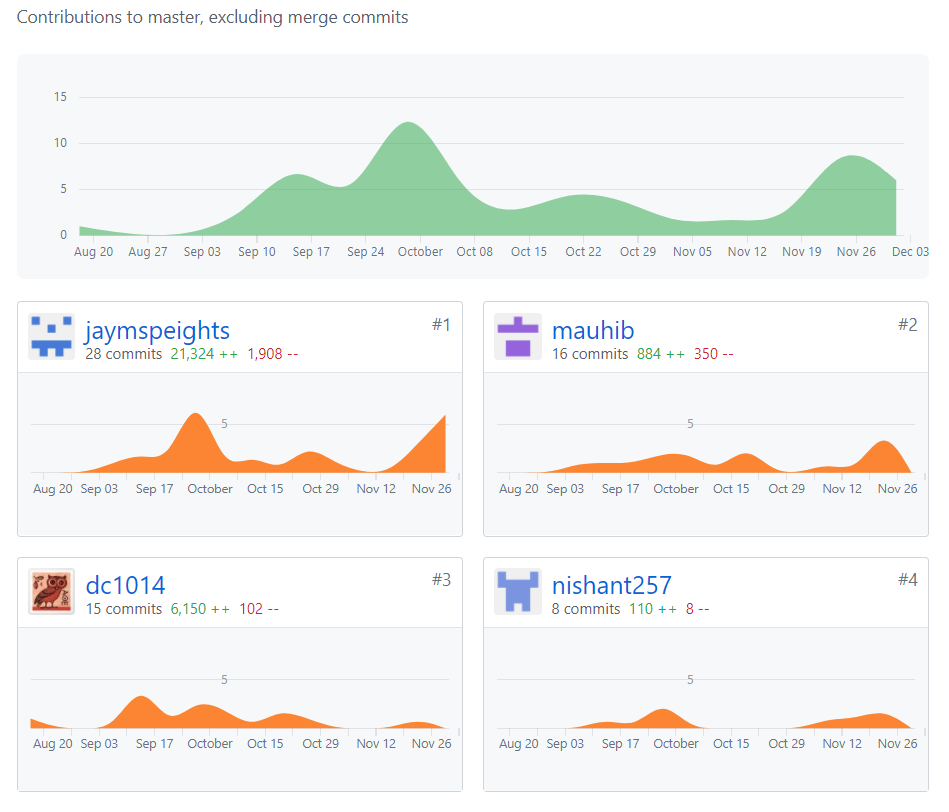 Contributions to master, excluding merge commits
15
10
5
0
Aug 20 Aug 27 Sep 03 Sep 10 Sep 17 Sep 24 October Oct 08 Oct 15 Oct 22 Oct 29 Nov 05 Nov 12 Nov 19 Nov 26 Dec 03
jaymspeights #1
28 commits 21,324 ++ 1,908 --
5
Aug 20 Sep 03 Sep 17 October Oct 15 Oct 29 Nov 12 Nov 26
mauhib #2
16 commits 884 ++ 350 --
5
Aug 20 Sep 03 Sep 17 October Oct 15 Oct 29 Nov 12 Nov 26
dc1014 #3
15 commits 6,150 ++ 102 --
5
Aug 20 Sep 03 Sep 17 October Oct 15 Oct 29 Nov 12 Nov 26
nishant257 #4
8 commits 110 ++ 8 --
5
Aug 20 Sep 03 Sep 17 October Oct 15 Oct 29 Nov 12 Nov 26